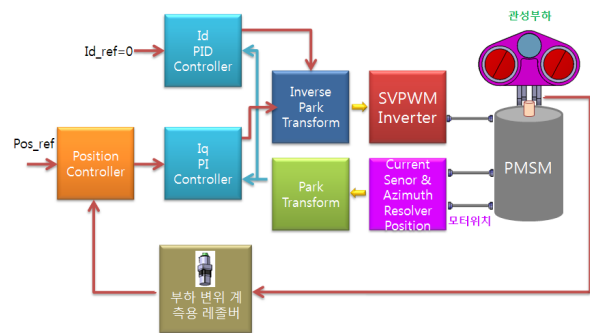 관성부하
Id_ref=0
Id
PID
Controller
Inverse
Park
Transform
SVPWM
Inverter
Pos_ref
Position
Controller
Iq
PI
Controller
Park
Transform
Current
Senor &
Azimuth
Resolver
Position
PMSM
모터위치
부하 변위 계
측용 레졸버